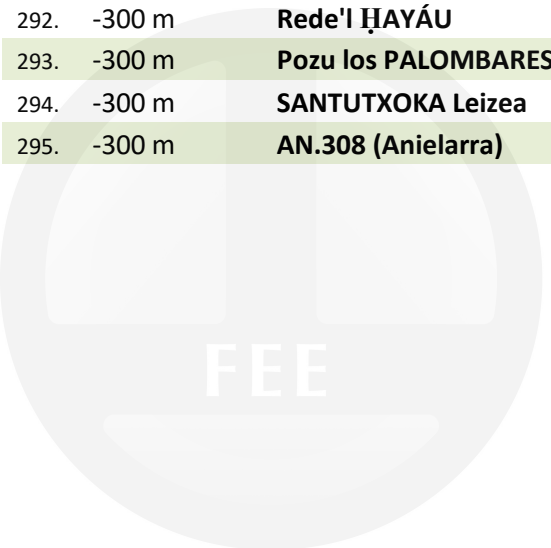 292. -300 m Rede'l ḤAYÁU
293. -300 m Pozu los PALOMBARES
294. -300 m SANTUTXOKA Leizea
295. -300 m AN.308 (Anielarra)
FEE